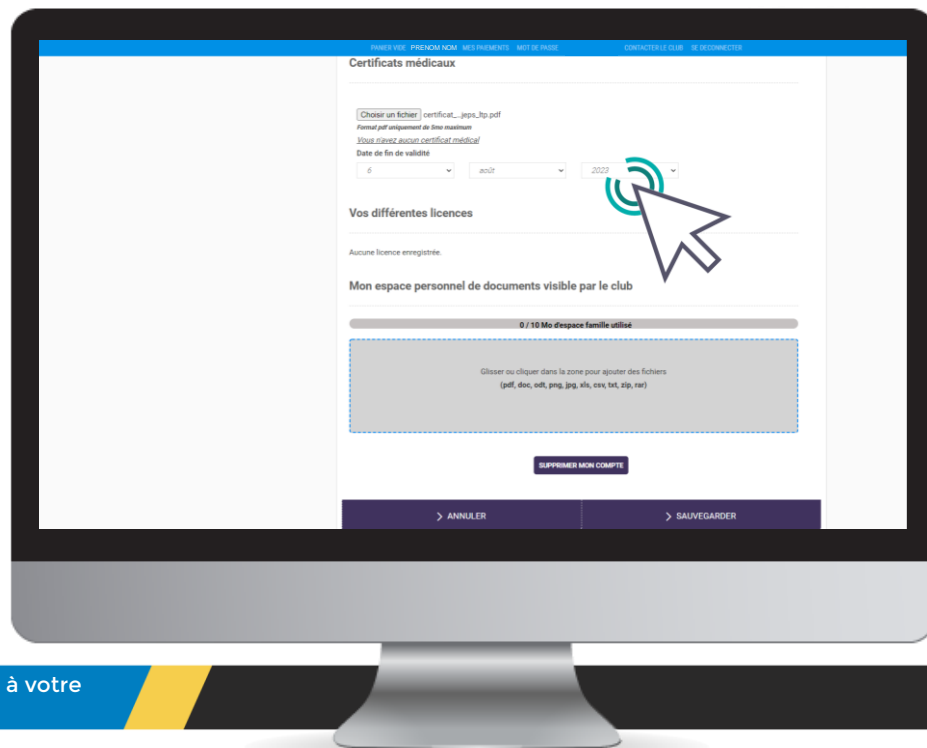 PANIER VIDE PRENOM NOM MES PAIEMENTS MOT DE PASSE CONTACTER LE CLUB SE DECONNECTER
Certificats médicaux
Choisir un fichier certificat_...jeps_ltp.pdf
Format pdf uniquement de 5mo maximum
Vous n'avez aucun certificat médical
Date de fin de validité
6 août 2023
Vos différentes licences
Aucune licence enregistrée.
Mon espace personnel de documents visible par le club
0 / 10 Mo d'espace famille utilisé
Glisser ou cliquer dans la zone pour ajouter des fichiers
(pdf, doc, odt, png, jpg, xls, csv, txt, zip, rar)
SUPPRIMER MON COMPTE
> ANNULER > SAUVEGARDER
à votre